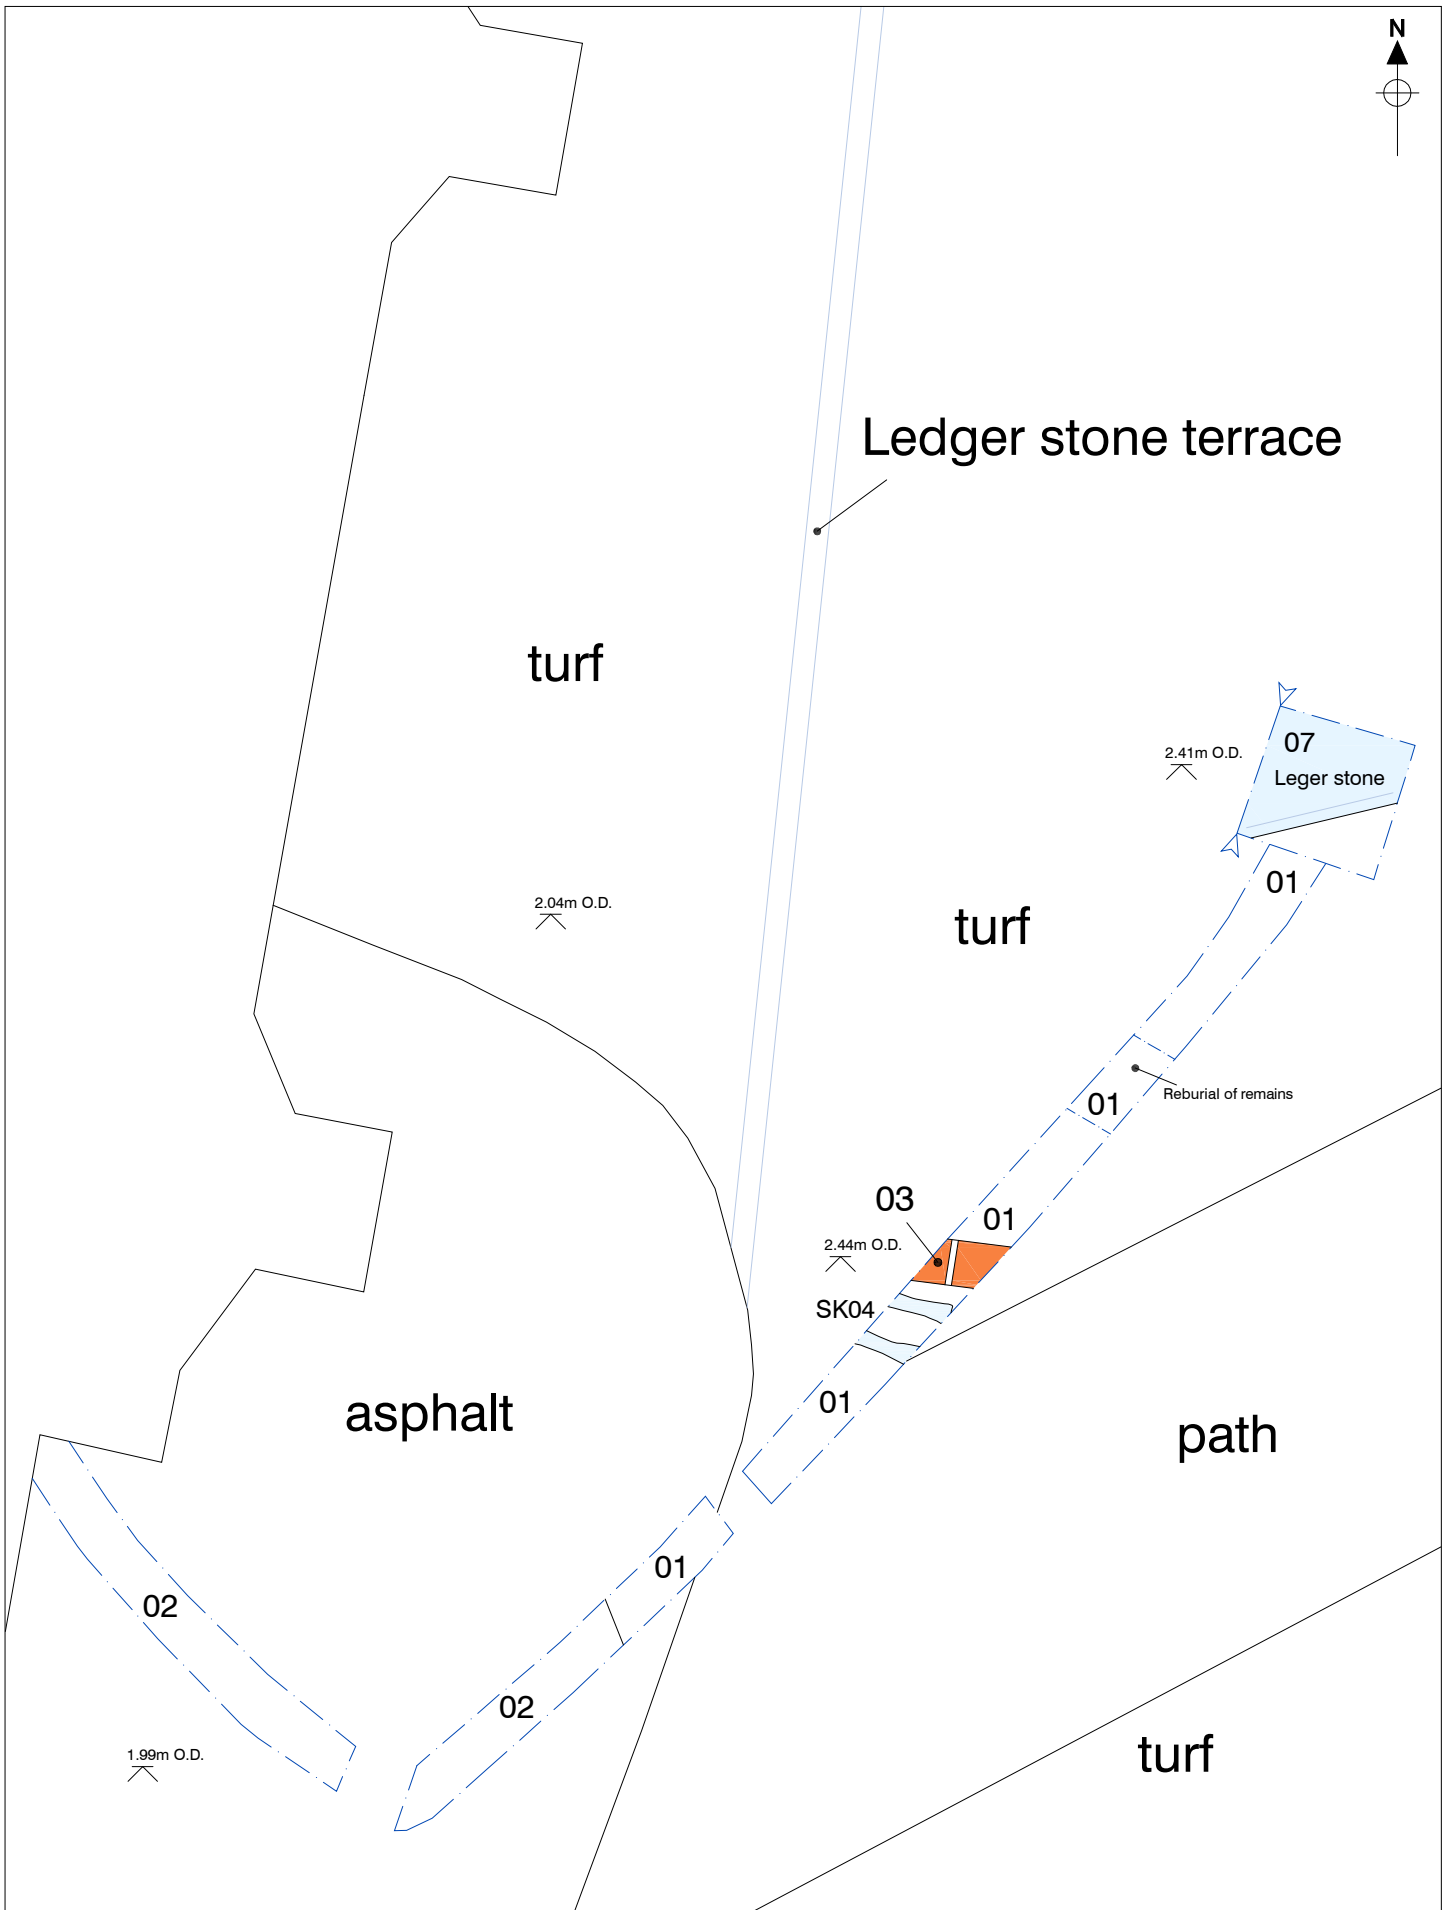 N
Ledger stone terrace
turf
07
2.41m O.D.
Leger stone
01
2.04m O.D.
turf
Reburial of remains
01
03
01
2.44m O.D.
SK04
01
asphalt
path
01
02
02
1.99m O.D.
turf